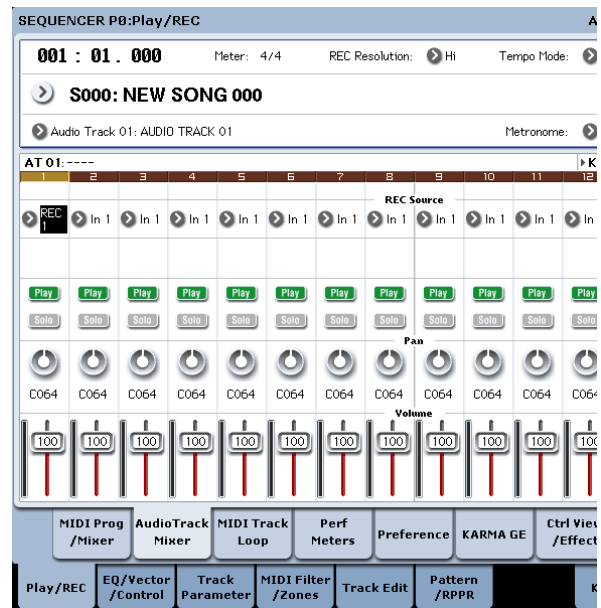 SEQUENCER P0:Play/REC
001 : 01 . 000 Meter: 4/4 REC Resolution: Hi Tempo Mode:
S000: NEW SONG 000
Audio Track 01: AUDIO TRACK 01 Metronome:
AT 01:----
1 2 3 4 5 6 7 8 9 10 11 12
REC Source
REC 1 In 1 In 1 In 1 In 1 In 1 In 1 In 1 In 1 In 1 In 1 In
Play Play Play Play Play Play Play Play Play Play Play Play
Solo Solo Solo Solo Solo Solo Solo Solo Solo Solo Solo Solo
Pan
C064 C064 C064 C064 C064 C064 C064 C064 C064 C064 C064 C064
Volume
100 100 100 100 100 100 100 100 100 100 100 100
MIDI Prog /Mixer AudioTrack Mixer MIDI Track Loop Perf Meters Preference KARMA GE Ctrl View /Effect
Play/REC EQ/Vector /Control Track Parameter MIDI Filter /Zones Track Edit Pattern /RPPR